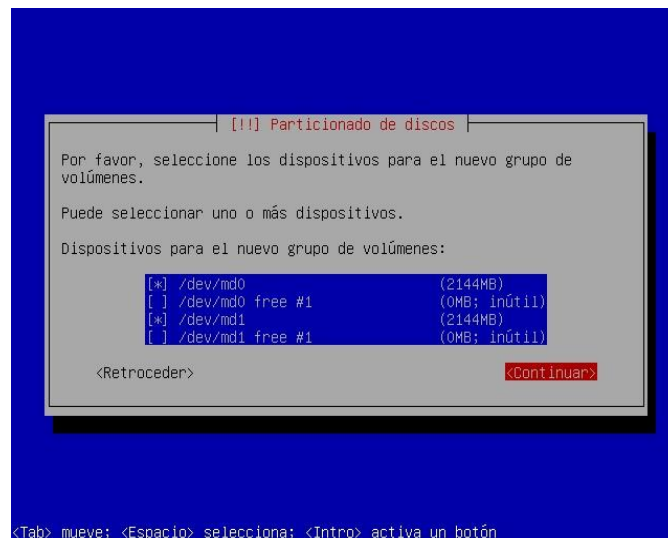 [!!] Particionado de discos
Por favor, seleccione los dispositivos para el nuevo grupo de
volúmenes.
Puede seleccionar uno o más dispositivos.
Dispositivos para el nuevo grupo de volúmenes:
[*] /dev/md0 (2144MB)
[ ] /dev/md0 free #1 (0MB; inútil)
[*] /dev/md1 (2144MB)
[ ] /dev/md1 free #1 (0MB; inútil)
<Retroceder> <Continuar>
<Tab> mueve; <Espacio> selecciona; <Intro> activa un botón